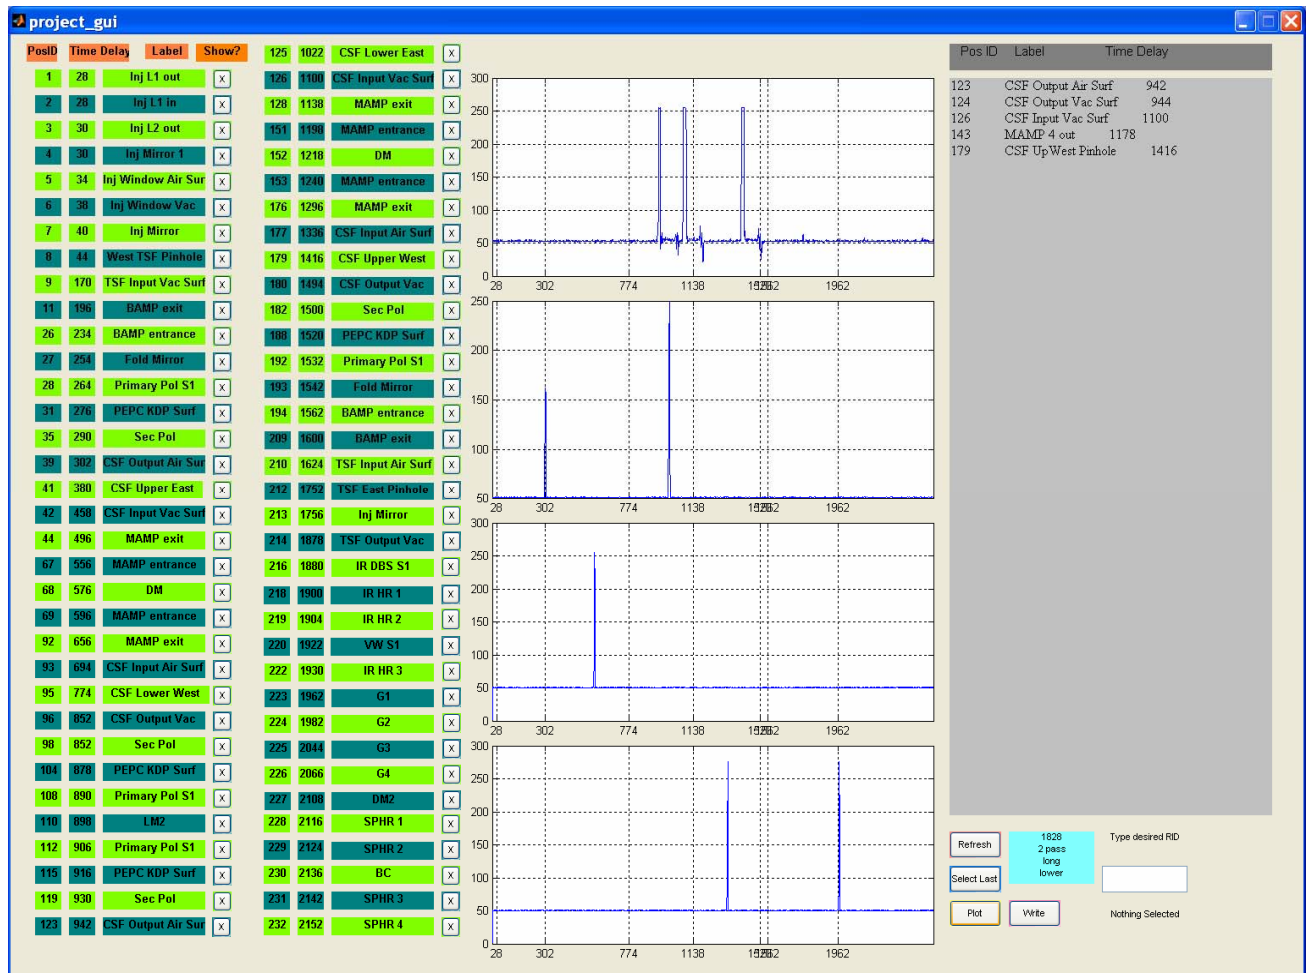 project_gui
PosID Time Delay Label Show?
1 28 Inj L1 out X
2 28 Inj L1 in X
3 30 Inj L2 out X
4 30 Inj Mirror 1 X
5 34 Inj Window Air Sur X
6 38 Inj Window Vac X
7 40 Inj Mirror X
8 44 West TSF Pinhole X
9 170 TSF Input Vac Surf X
11 196 BAMP exit X
26 234 BAMP entrance X
27 254 Fold Mirror X
28 264 Primary Pol S1 X
31 276 PEPC KDP Surf X
35 290 Sec Pol X
39 302 CSF Output Air Sur X
41 380 CSF Upper East X
42 458 CSF Input Vac Surf X
44 496 MAMP exit X
67 556 MAMP entrance X
68 576 DM X
69 596 MAMP entrance X
92 656 MAMP exit X
93 694 CSF Input Air Surf X
95 774 CSF Lower West X
96 852 CSF Output Vac X
98 852 Sec Pol X
104 878 PEPC KDP Surf X
108 890 Primary Pol S1 X
110 898 LM2 X
112 906 Primary Pol S1 X
115 916 PEPC KDP Surf X
119 930 Sec Pol X
123 942 CSF Output Air Sur X
125 1022 CSF Lower East X
126 1100 CSF Input Vac Surf X
128 1138 MAMP exit X
151 1198 MAMP entrance X
152 1218 DM X
153 1240 MAMP entrance X
176 1296 MAMP exit X
177 1336 CSF Input Air Surf X
179 1416 CSF Upper West X
180 1494 CSF Output Vac X
182 1500 Sec Pol X
188 1520 PEPC KDP Surf X
192 1532 Primary Pol S1 X
193 1542 Fold Mirror X
194 1562 BAMP entrance X
209 1600 BAMP exit X
210 1624 TSF Input Air Surf X
212 1752 TSF East Pinhole X
213 1756 Inj Mirror X
214 1878 TSF Output Vac X
216 1880 IR DBS S1 X
218 1900 IR HR 1 X
219 1904 IR HR 2 X
220 1922 VW S1 X
222 1930 IR HR 3 X
223 1962 G1 X
224 1982 G2 X
225 2044 G3 X
226 2066 G4 X
227 2108 DM2 X
228 2116 SPHR 1 X
229 2124 SPHR 2 X
230 2136 BC X
231 2142 SPHR 3 X
232 2152 SPHR 4 X
300
250
200
150
100
50
0
28 302 774 1138 1962
250
200
150
100
50
28 302 774 1138 1962
300
250
200
150
100
50
0
28 302 774 1138 1962
300
250
200
150
100
50
0
28 302 774 1138 1962
Pos ID Label Time Delay
123 CSF Output Air Surf 942
124 CSF Output Vac Surf 944
126 CSF Input Vac Surf 1100
143 MAMP 4 out 1178
179 CSF UpWest Pinhole 1416
Refresh
Select Last
Plot Write
1828
2 pass
long
lower
Type desired RID
Nothing Selected